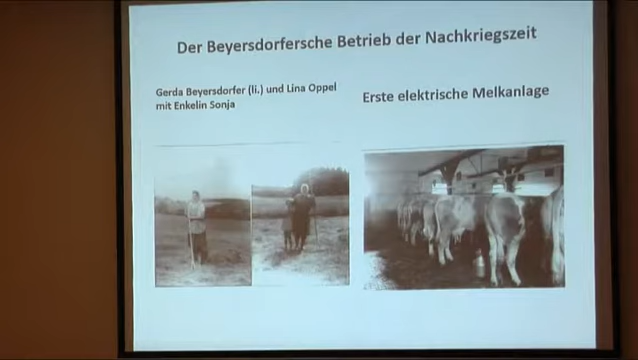 Der Beyersdorfersche Betrieb der Nachkriegszeit
Gerda Beyersdorfer (li.) und Lina Oppel
mit Enkelin Sonja
Erste elektrische Melkanlage